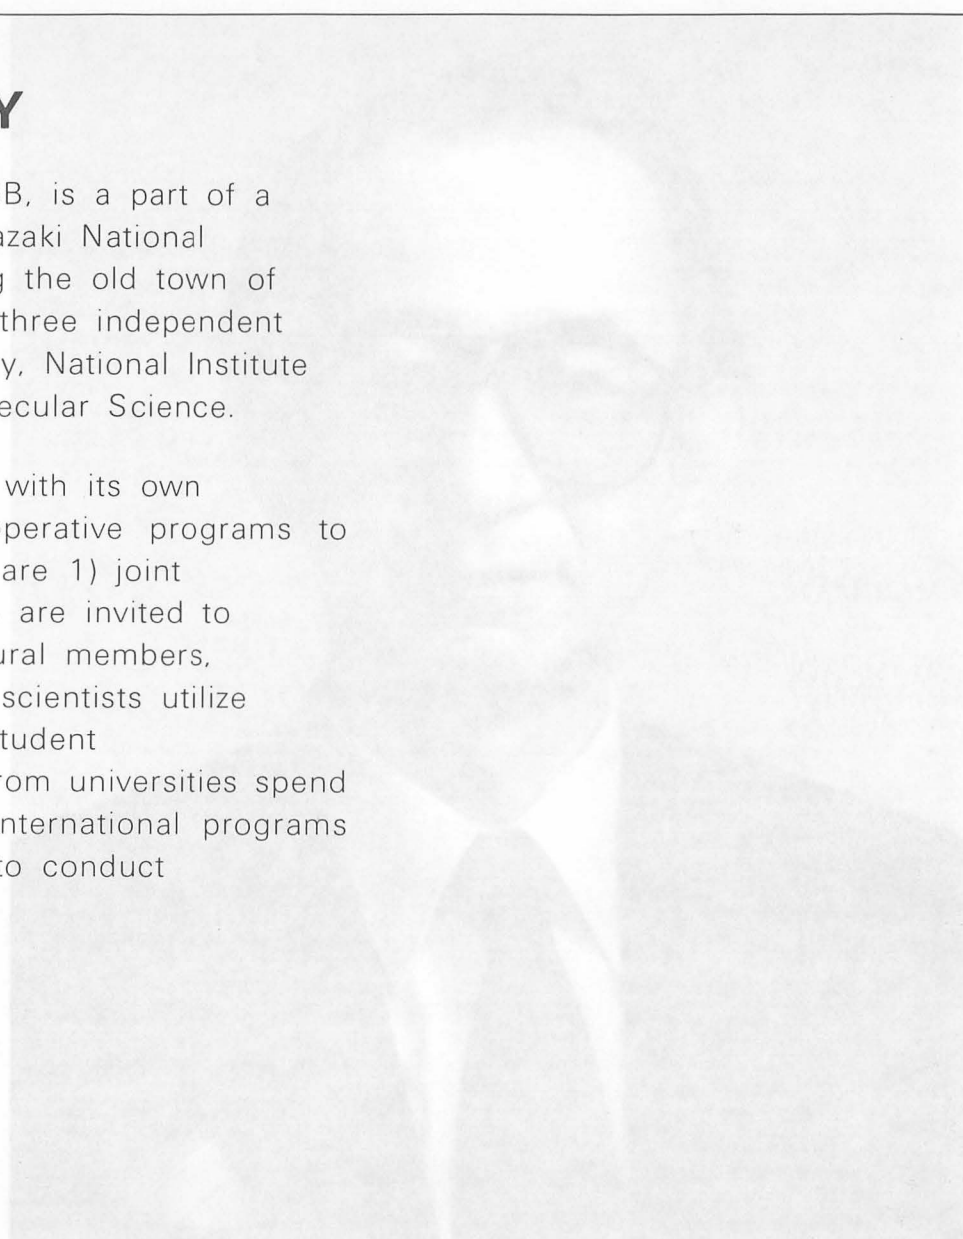 Y
B, is a part of a
azaki National
g the old town of
three independent
y, National Institute
ecular Science.
with its own
operative programs to
are 1) joint
are invited to
ural members,
scientists utilize
tudent
rom universities spend
nternational programs
to conduct